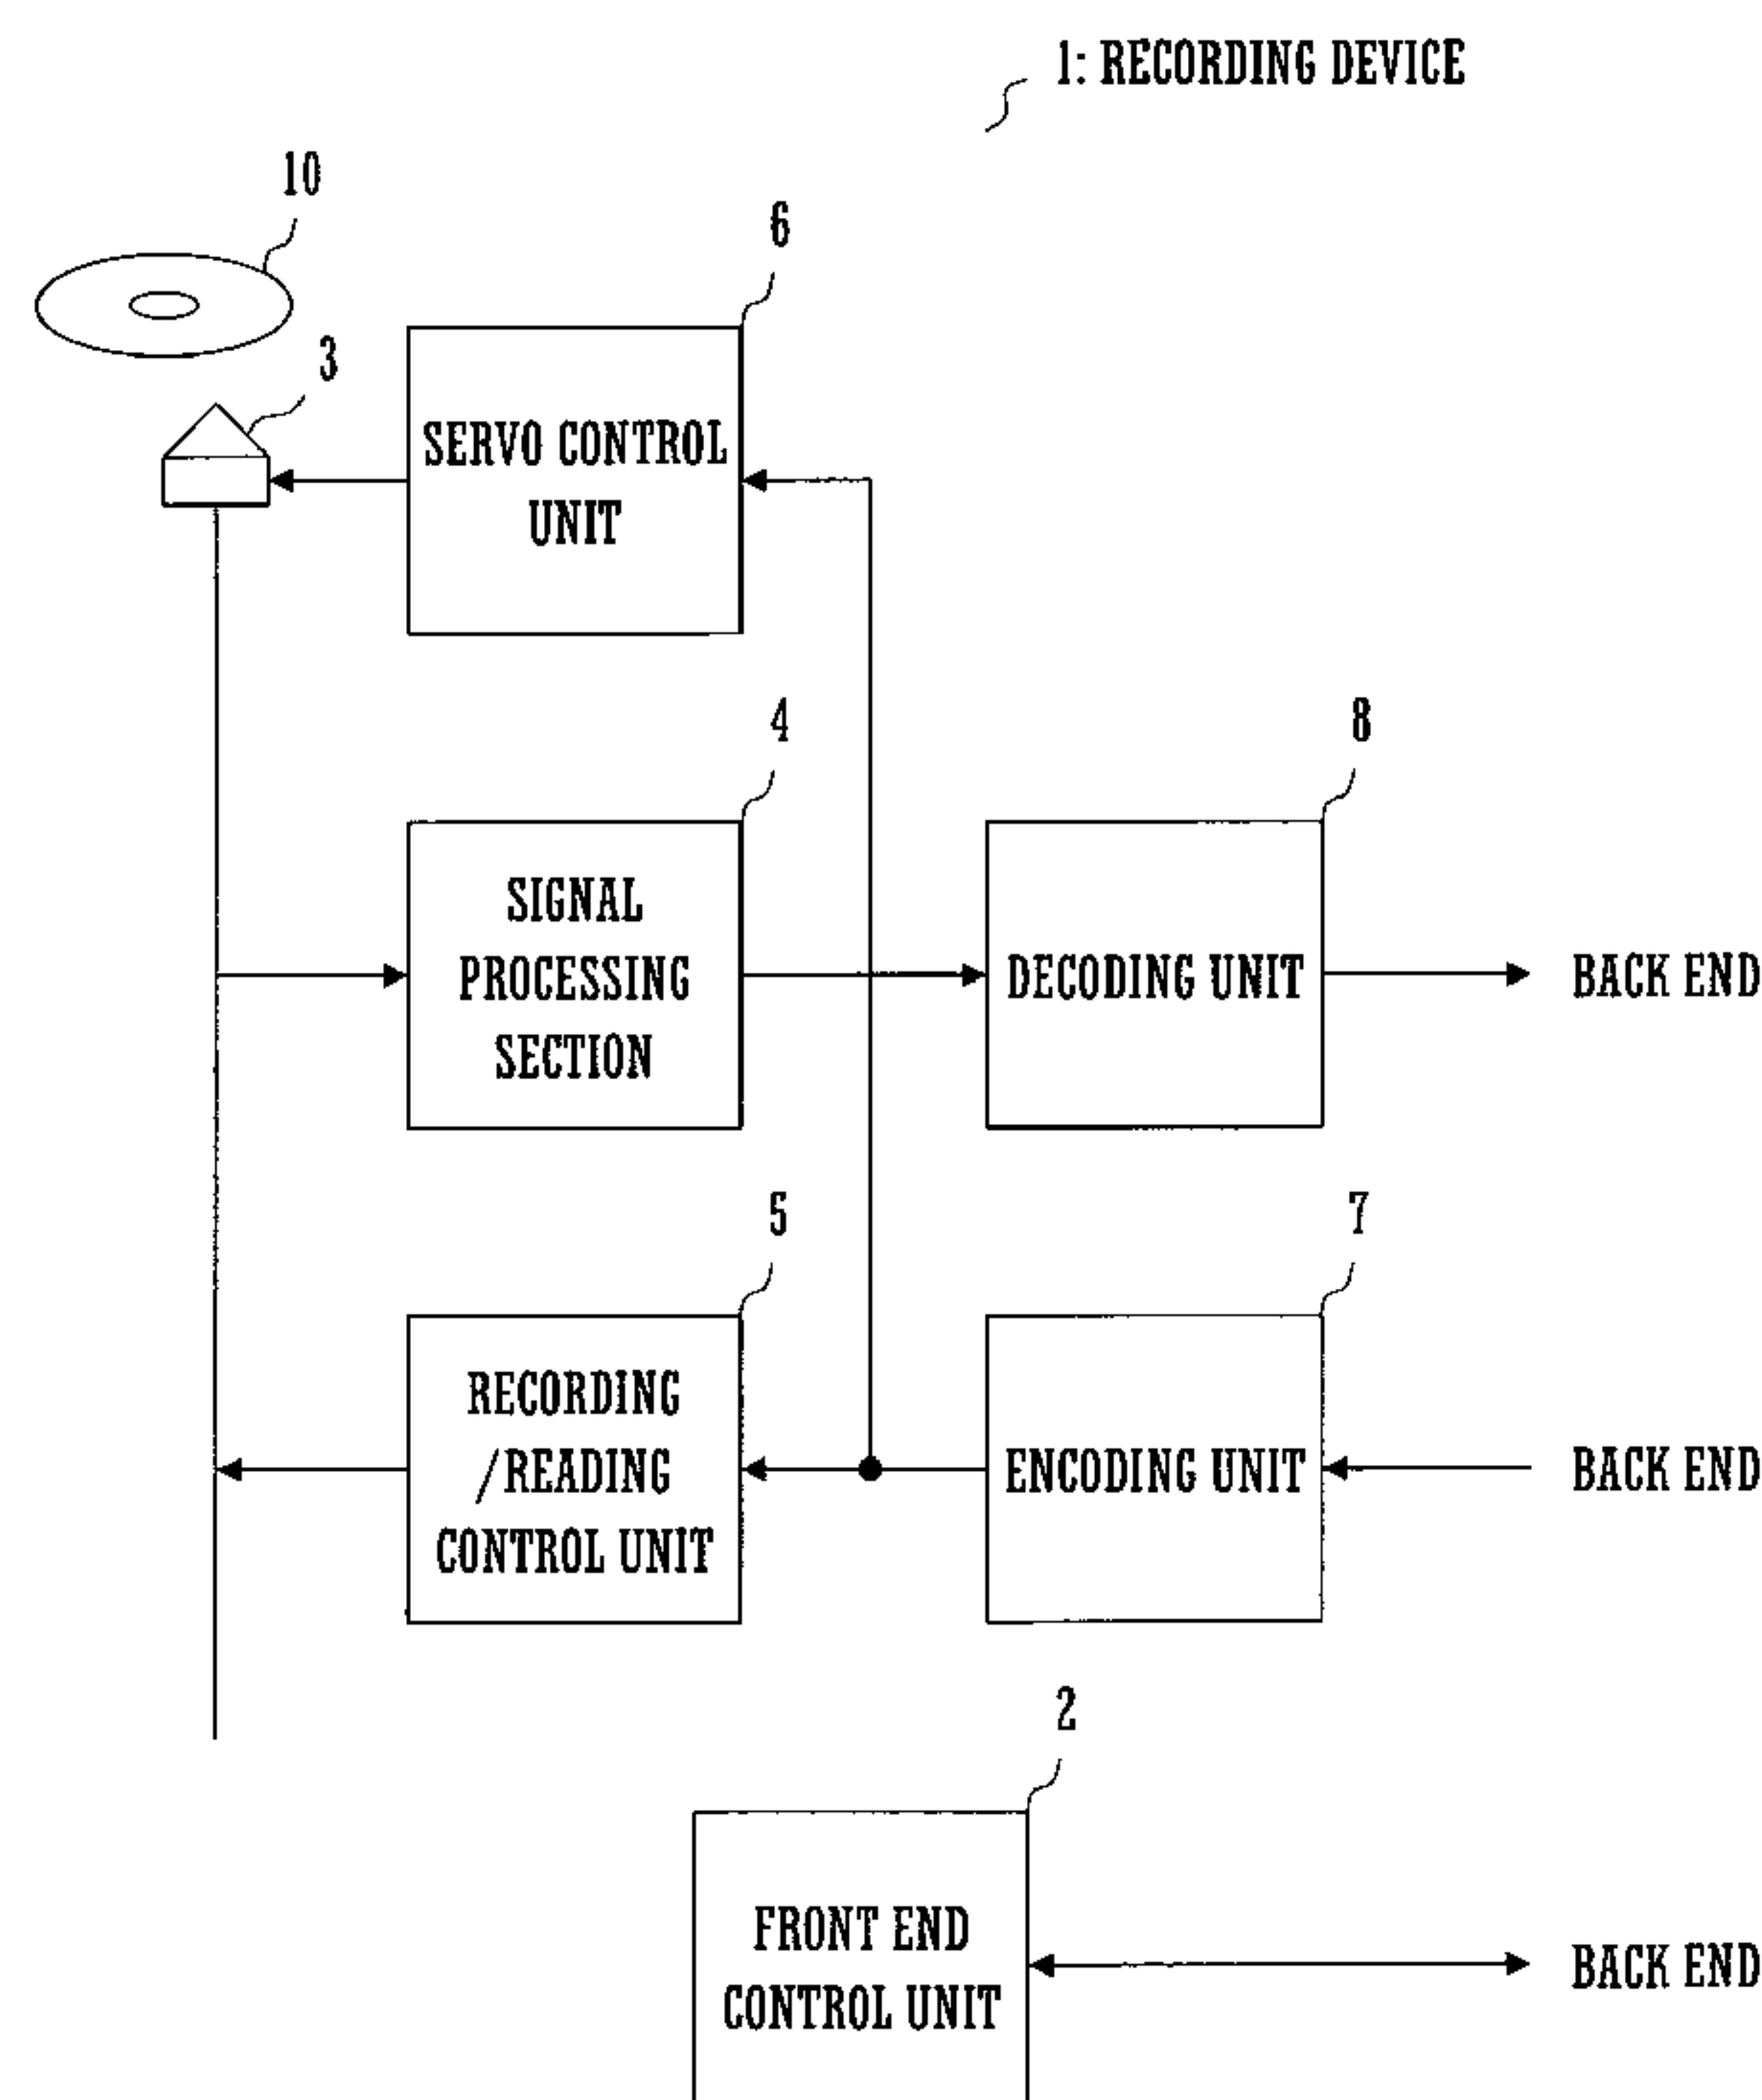 1: RECORDING DEVICE
10
6
3
SERVO CONTROL
UNIT
4
8
SIGNAL
PROCESSING
SECTION
DECODING UNIT
BACK END
5
7
RECORDING
/READING
CONTROL UNIT
ENCODING UNIT
BACK END
2
FRONT END
CONTROL UNIT
BACK END